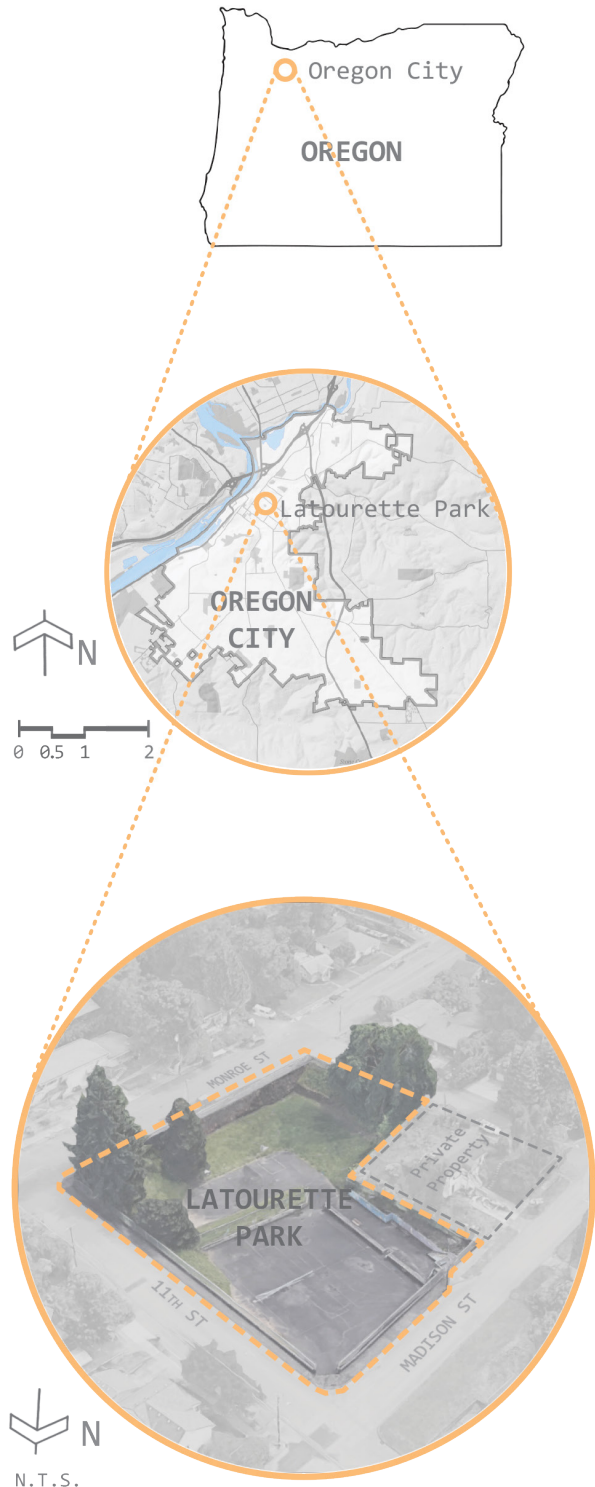 Oregon City
OREGON
Latourette Park
OREGON
CITY
N
0 0.5 1 2
MONROE ST
Private
Property
LATOURETTE
PARK
11TH ST
MADISON ST
N
N.T.S.